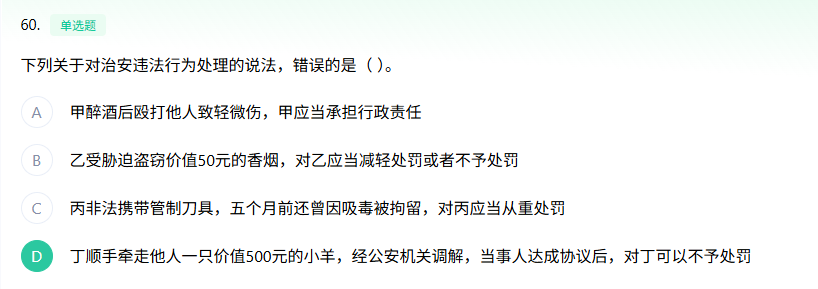 60. 单选题
下列关于对治安违法行为处理的说法，错误的是（ ）。
A 甲醉酒后殴打他人致轻微伤，甲应当承担行政责任
B 乙受胁迫盗窃价值50元的香烟，对乙应当减轻处罚或者不予处罚
C 丙非法携带管制刀具，五个月前还曾因吸毒被拘留，对丙应当从重处罚
D 丁顺手牵走他人一只价值500元的小羊，经公安机关调解，当事人达成协议后，对丁可以不予处罚